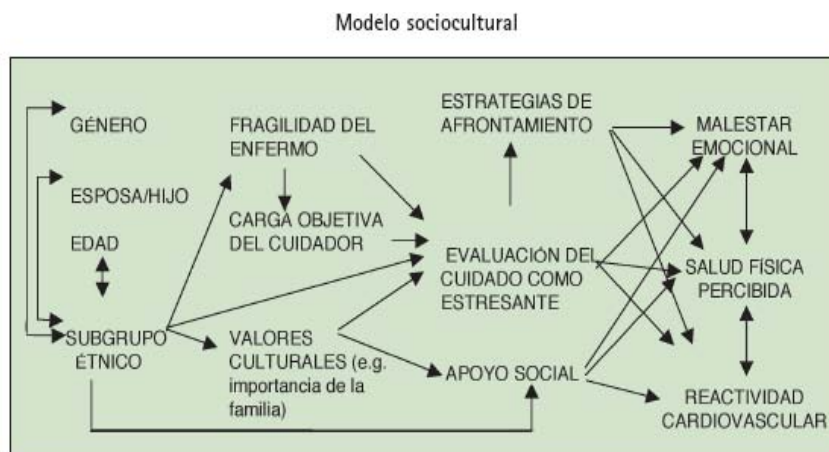 Modelo sociocultural
GÉNERO
ESPOSA/HIJO
EDAD
SUBGRUPO
ÉTNICO
FRAGILIDAD DEL
ENFERMO
CARGA OBJETIVA
DEL CUIDADOR
VALORES
CULTURALES (e.g.
importancia de la
familia)
ESTRATEGIAS DE
AFRONTAMIENTO
EVALUACIÓN DEL
CUIDADO COMO
ESTRESANTE
APOYO SOCIAL
MALESTAR
EMOCIONAL
SALUD FÍSICA
PERCIBIDA
REACTIVIDAD
CARDIOVASCULAR